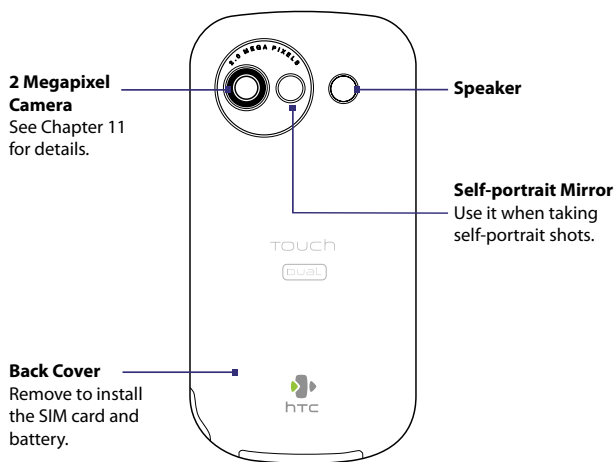 2.0 MEGA PIXELS
2 Megapixel
Camera
See Chapter 11
for details.
Speaker
Self-portrait Mirror
Use it when taking
self-portrait shots.
TOUCH
DUAL
Back Cover
Remove to install
the SIM card and
battery.
hTC